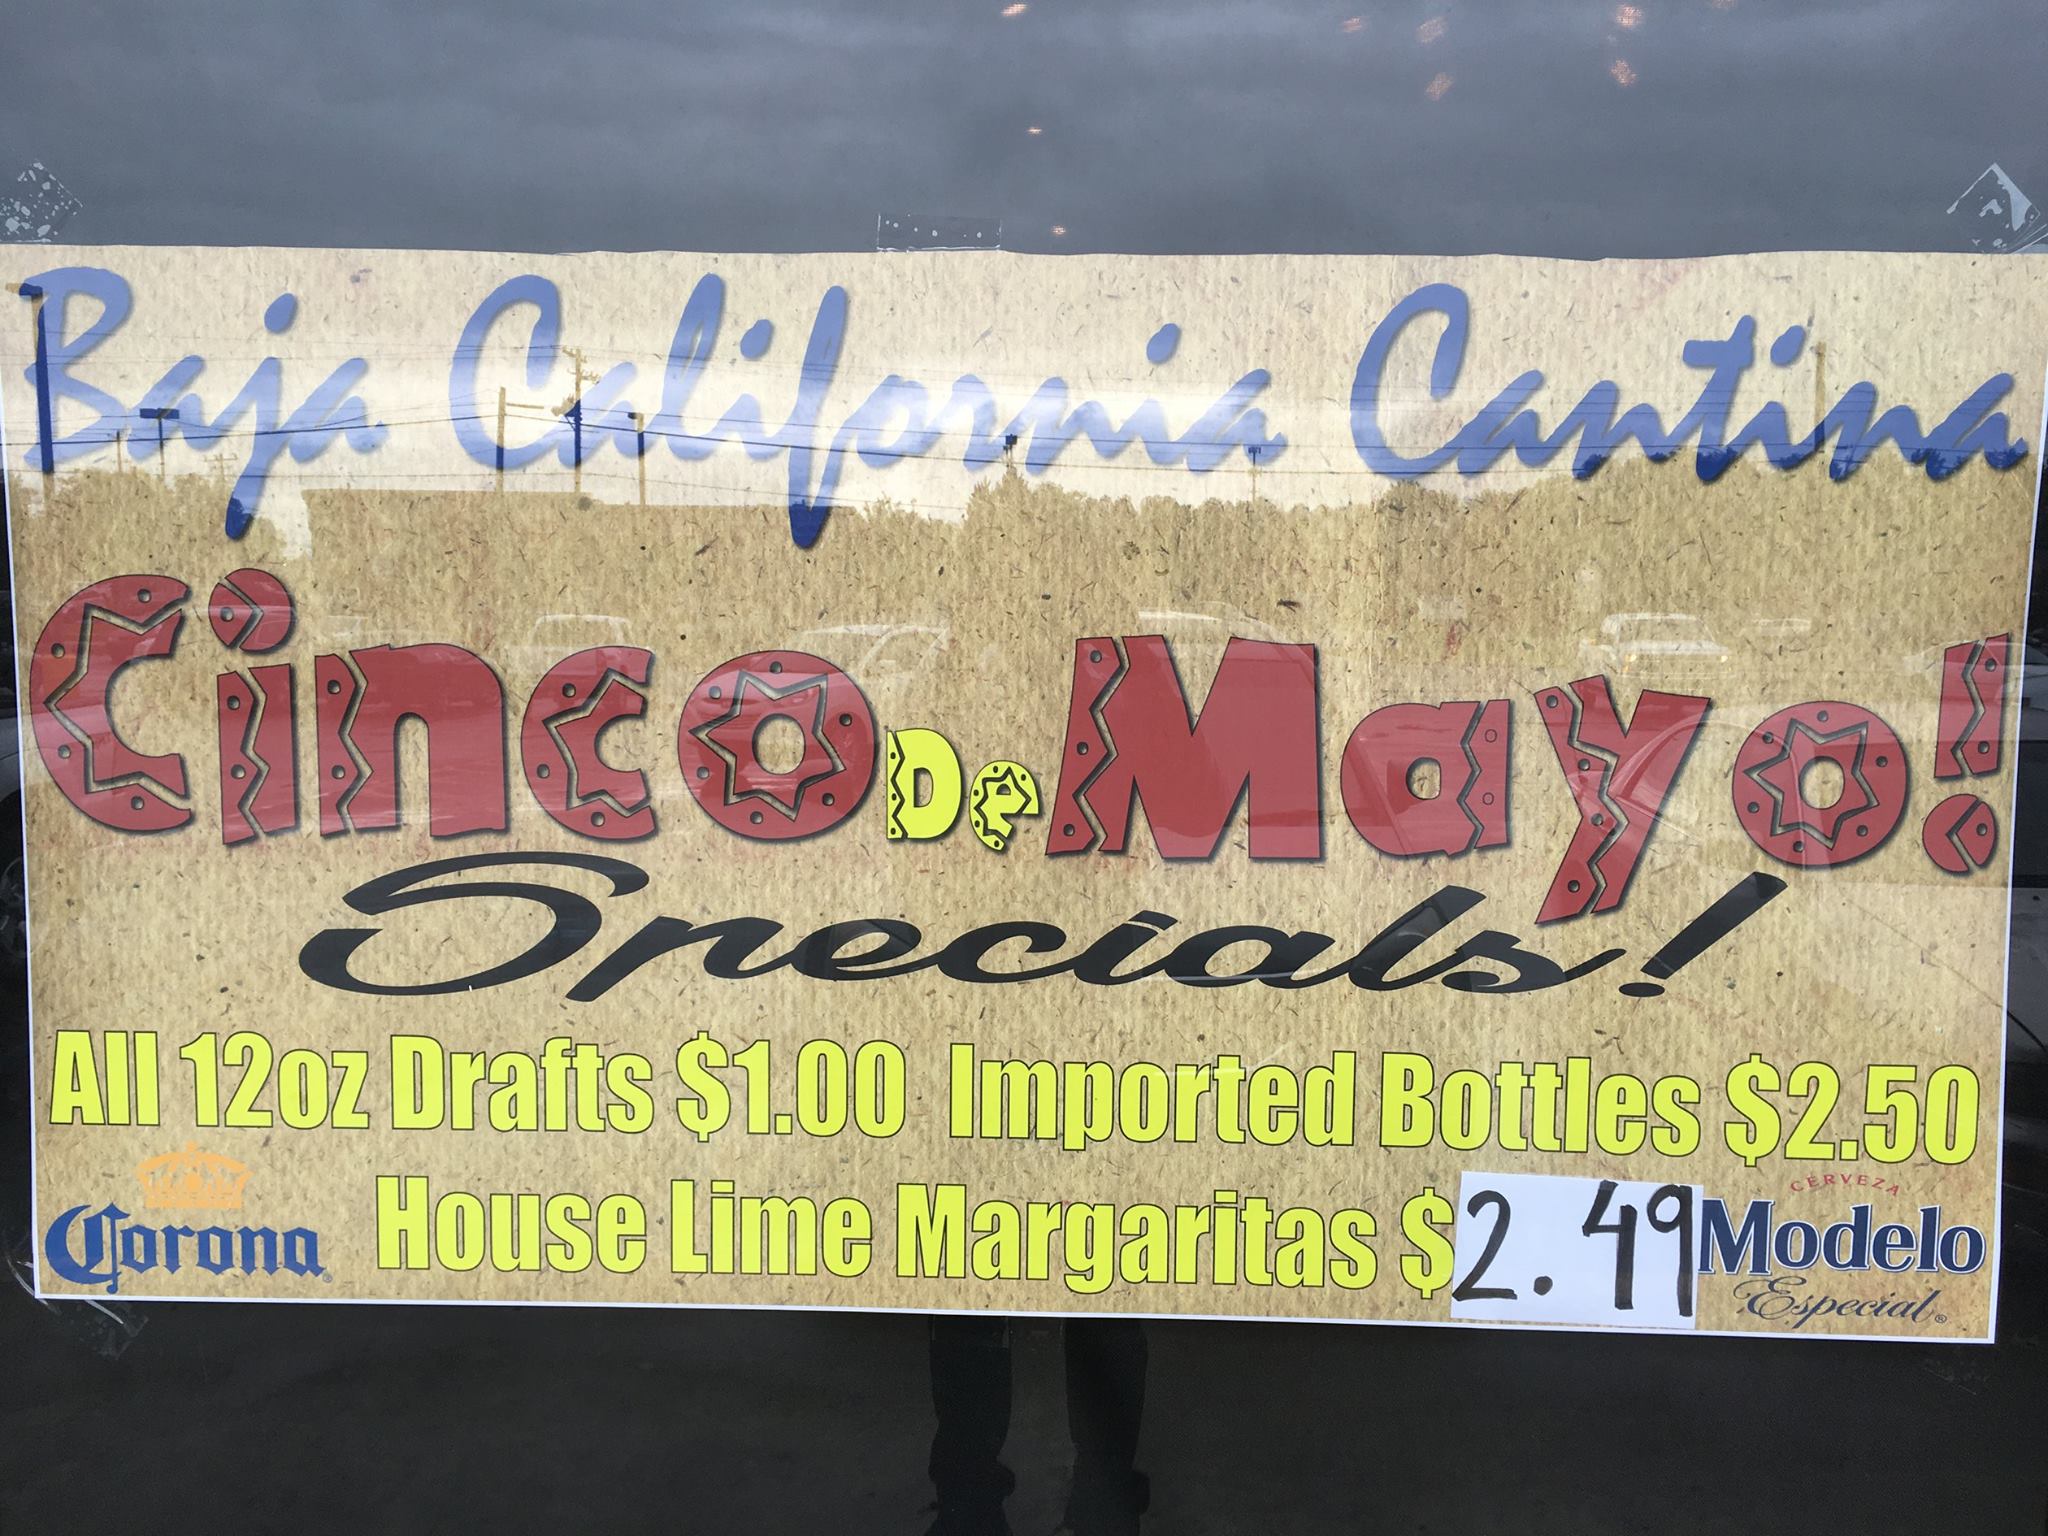 Baja California Cantina
Cinco De Mayo!
Specials!
All 12oz Drafts $1.00 Imported Bottles $2.50
Corona
House Lime Margaritas $2.49
CERVEZA
Modelo
Especial